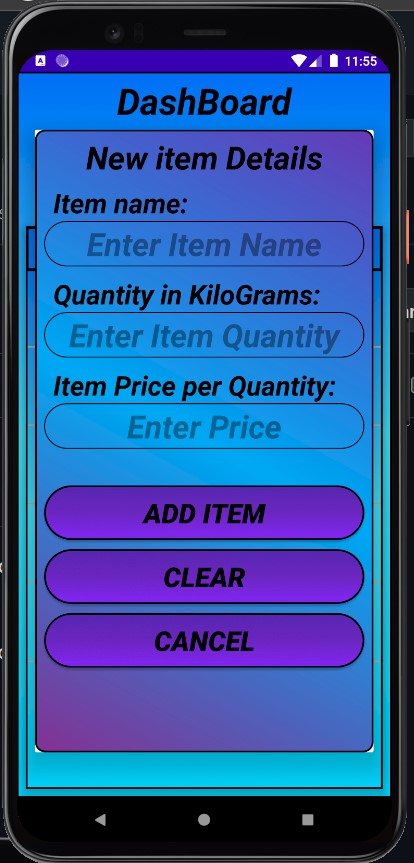 A
11:55
DashBoard
New item Details
Item name:
Enter Item Name
Quantity in KiloGrams:
Enter Item Quantity
Item Price per Quantity:
Enter Price
ADD ITEM
CLEAR
CANCEL